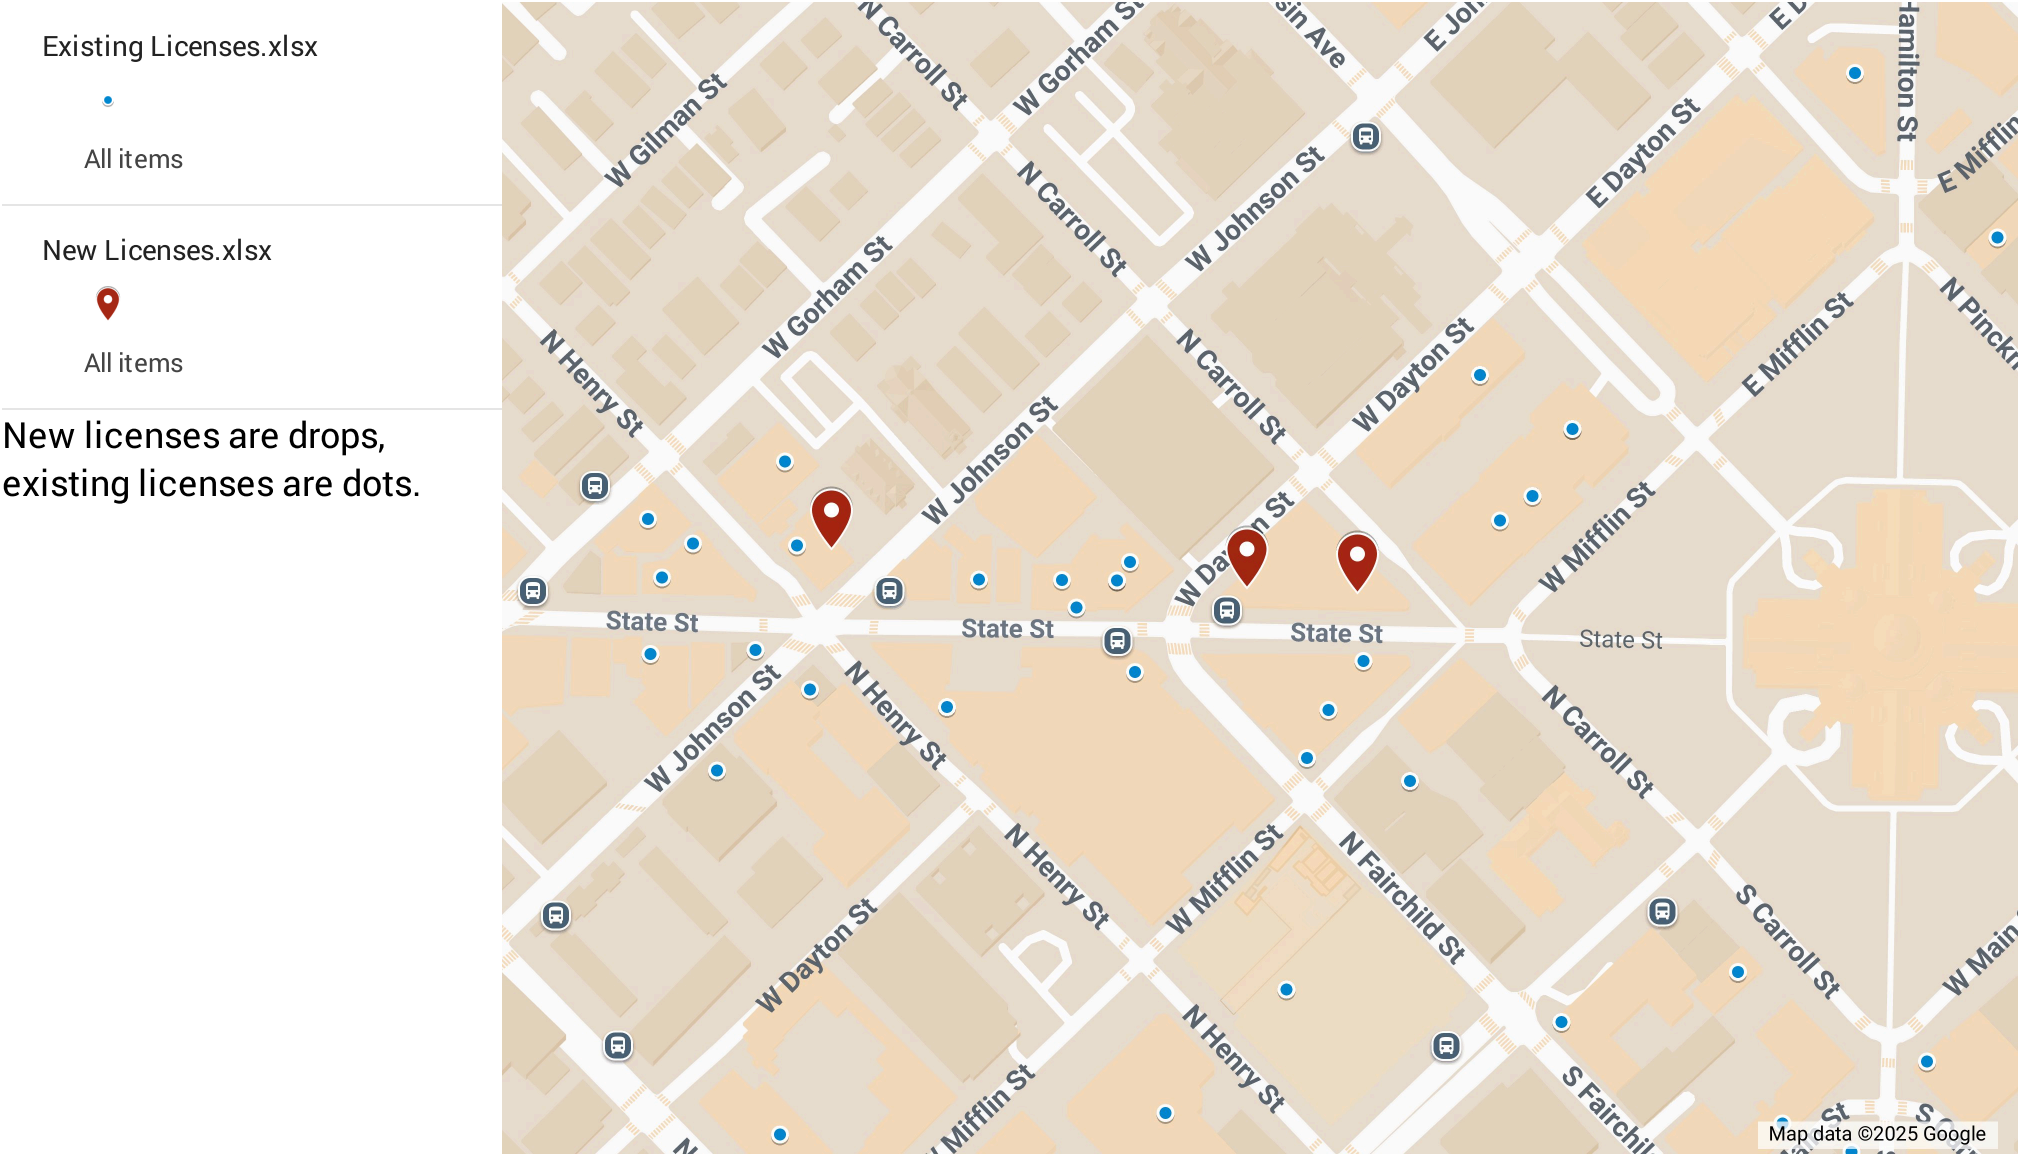 Existing Licenses.xlsx
All items
New Licenses.xlsx
All items
New licenses are drops,
existing licenses are dots.
N Carroll St
W Gorham St
E D
Hamilton St
W Gilman St
E Dayton St
E Mifflin
N Carroll St
W Johnson St
W Gorham St
N Henry St
N Carroll St
W Dayton St
E Mifflin St
W Johnson St
W Mifflin St
State St
State St
State St
State St
W Johnson St
N Henry St
N Carroll St
N Henry St
W Mifflin St
N Fairchild St
S Carroll St
W Main
W Dayton St
N Henry St
W Mifflin St
S Fairchil
Map data ©2025 Google